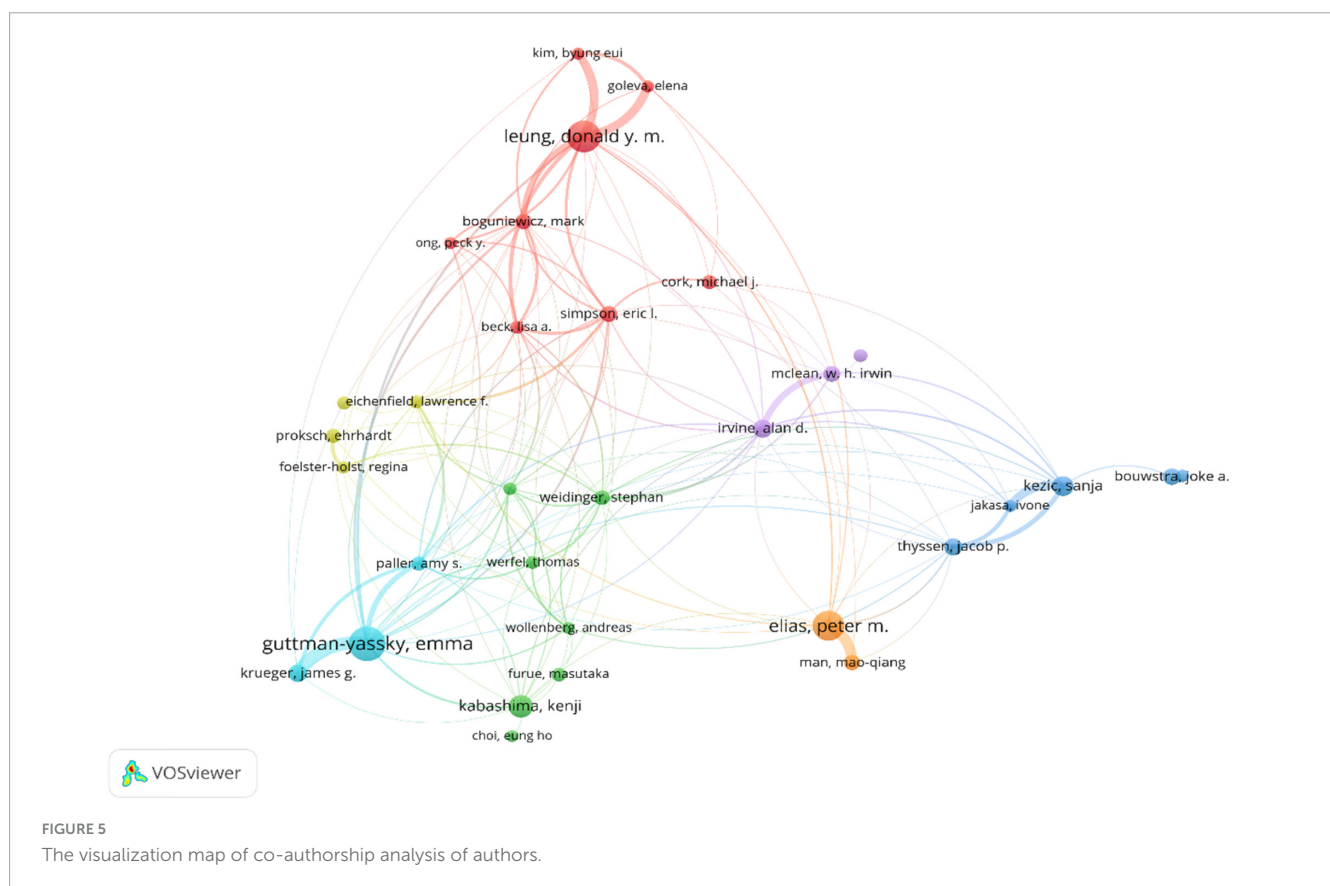 kim, byung eui
goleva, elena
leung, donald y. m.
boguniewicz, mark
ong, peck y.
cork, michael j.
simpson, eric l.
beck, lisa a.
mclean, w. h. irwin
eichenfield, lawrence f.
irvine, alan d.
proksch, ehrhardt
foelster-holst, regina
bouwstra, joke a.
kezic, sanja
weidinger, stephan
jakasa, ivone
thyssen, jacob p.
paller, amy s.
werfel, thomas
elias, peter m.
wollenberg, andreas
guttman-yassky, emma
man, mao-qiang
krueger, james g.
furue, masutaka
kabashima, kenji
choi, eung ho
VOSviewer
FIGURE 5
The visualization map of co-authorship analysis of authors.